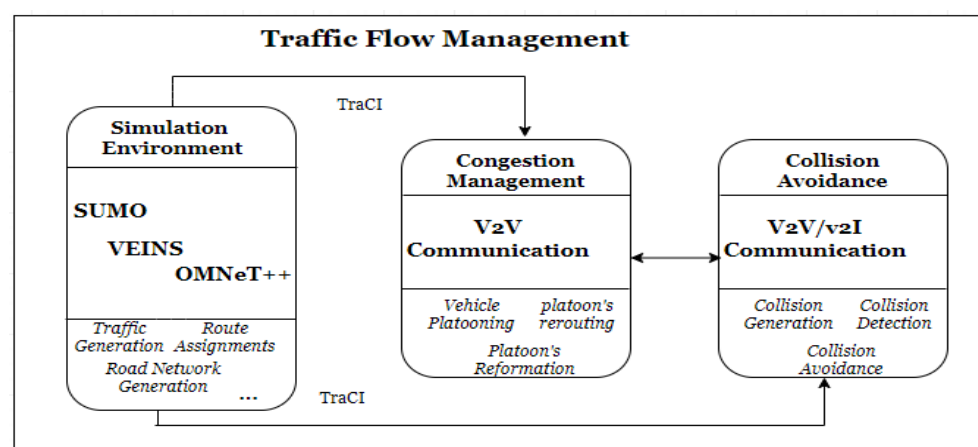 Traffic Flow Management
TraCI
Simulation
Environment
SUMO
VEINS
OMNeT++
Traffic
Generation
Route
Assignments
Road Network
Generation
...
Congestion
Management
V2V
Communication
Vehicle
Platooning
platoon's
rerouting
Platoon's
Reformation
Collision
Avoidance
V2V/v2I
Communication
Collision
Generation
Collision
Detection
Collision
Avoidance
TraCI